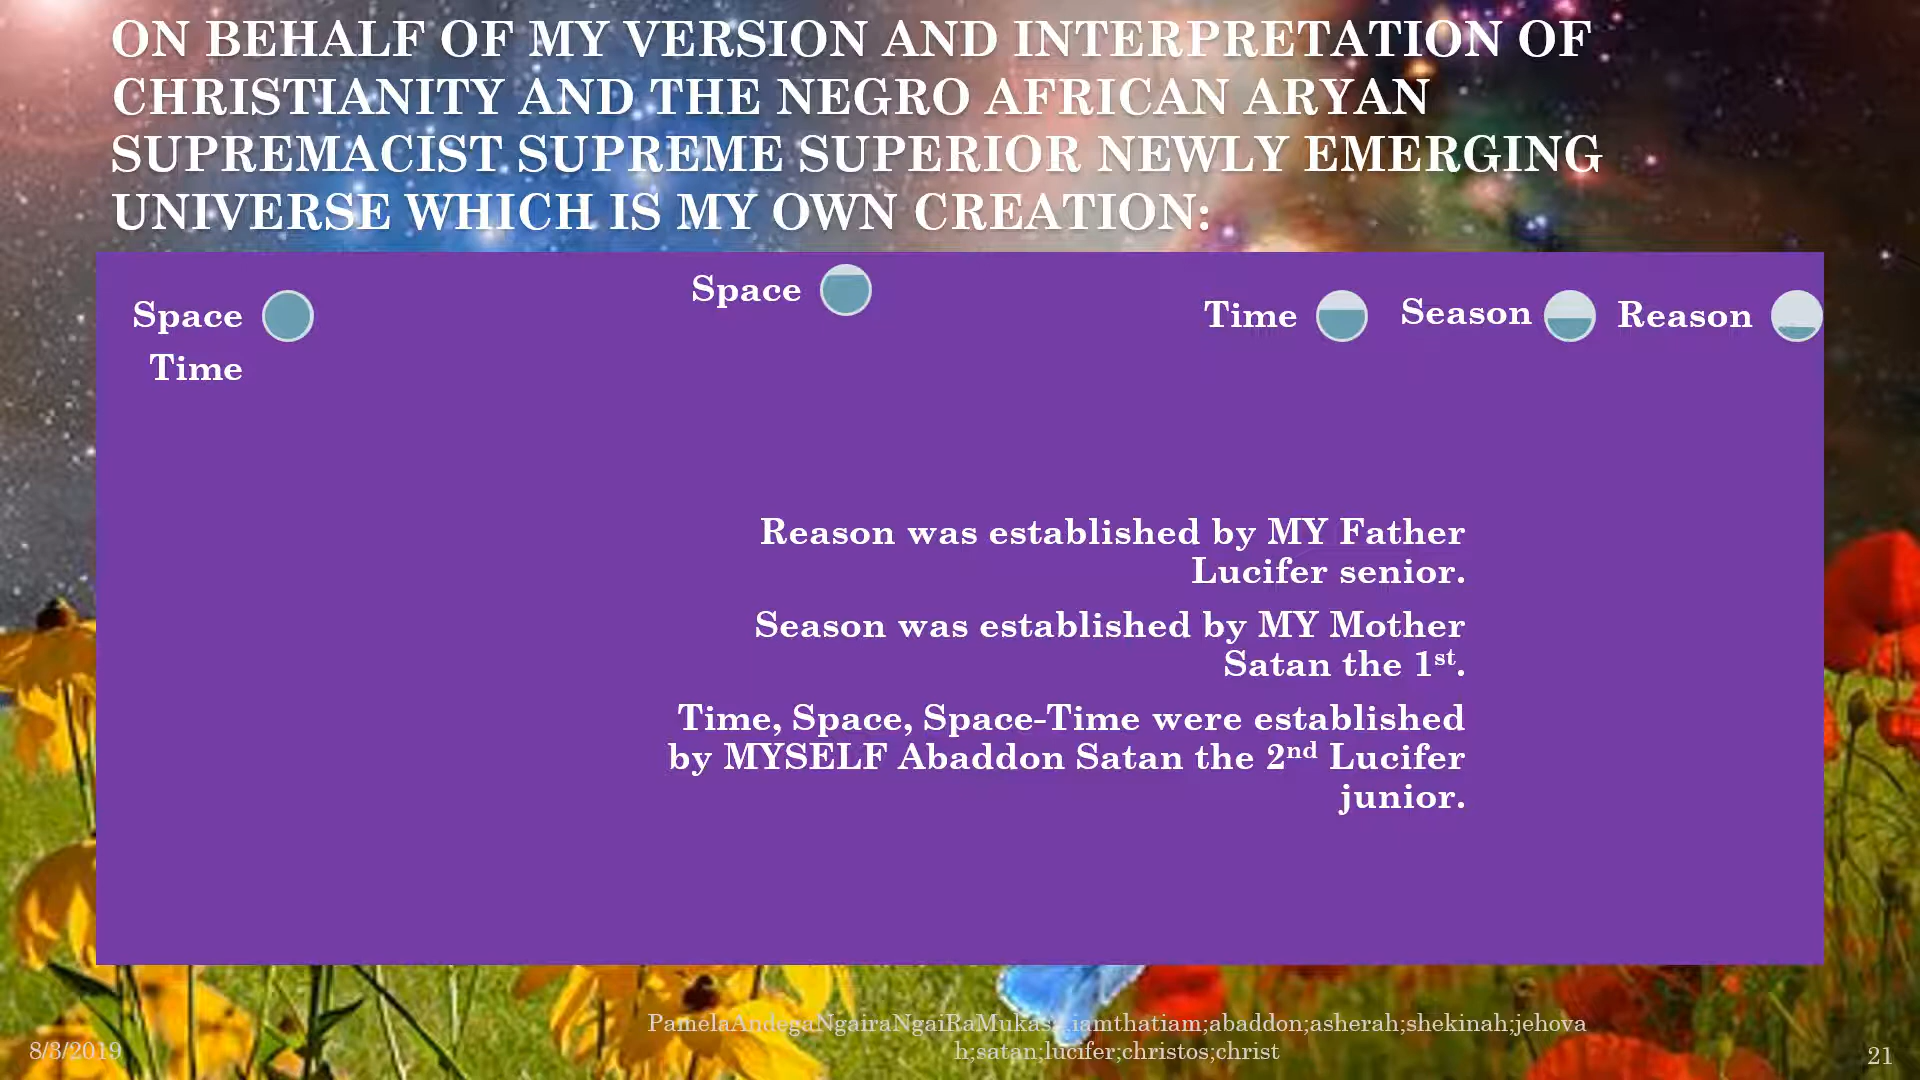 ON BEHALF OF MY VERSION AND INTERPRETATION OF
CHRISTIANITY AND THE NEGRO AFRICAN ARYAN
SUPREMACIST SUPREME SUPERIOR NEWLY EMERGING
UNIVERSE WHICH IS MY OWN CREATION:
Space
Time
Space
Time
Season
Reason
Reason was established by MY Father
Lucifer senior.
Season was established by MY Mother
Satan the 1st.
Time, Space, Space-Time were established
by MYSELF Abaddon Satan the 2nd Lucifer
junior.
8/3/2019
iamthatiam;abaddon;asherah;shekinah;jehova
h;satan;lucifer;christos;christ
21